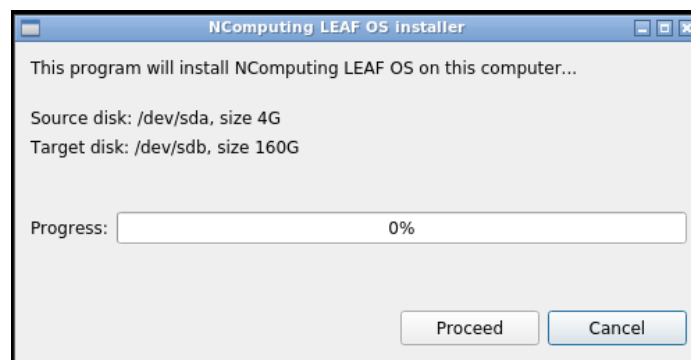 NComputing LEAF OS installer
This program will install NComputing LEAF OS on this computer...
Source disk: /dev/sda, size 4G
Target disk: /dev/sdb, size 160G
Progress: 0%
Proceed Cancel